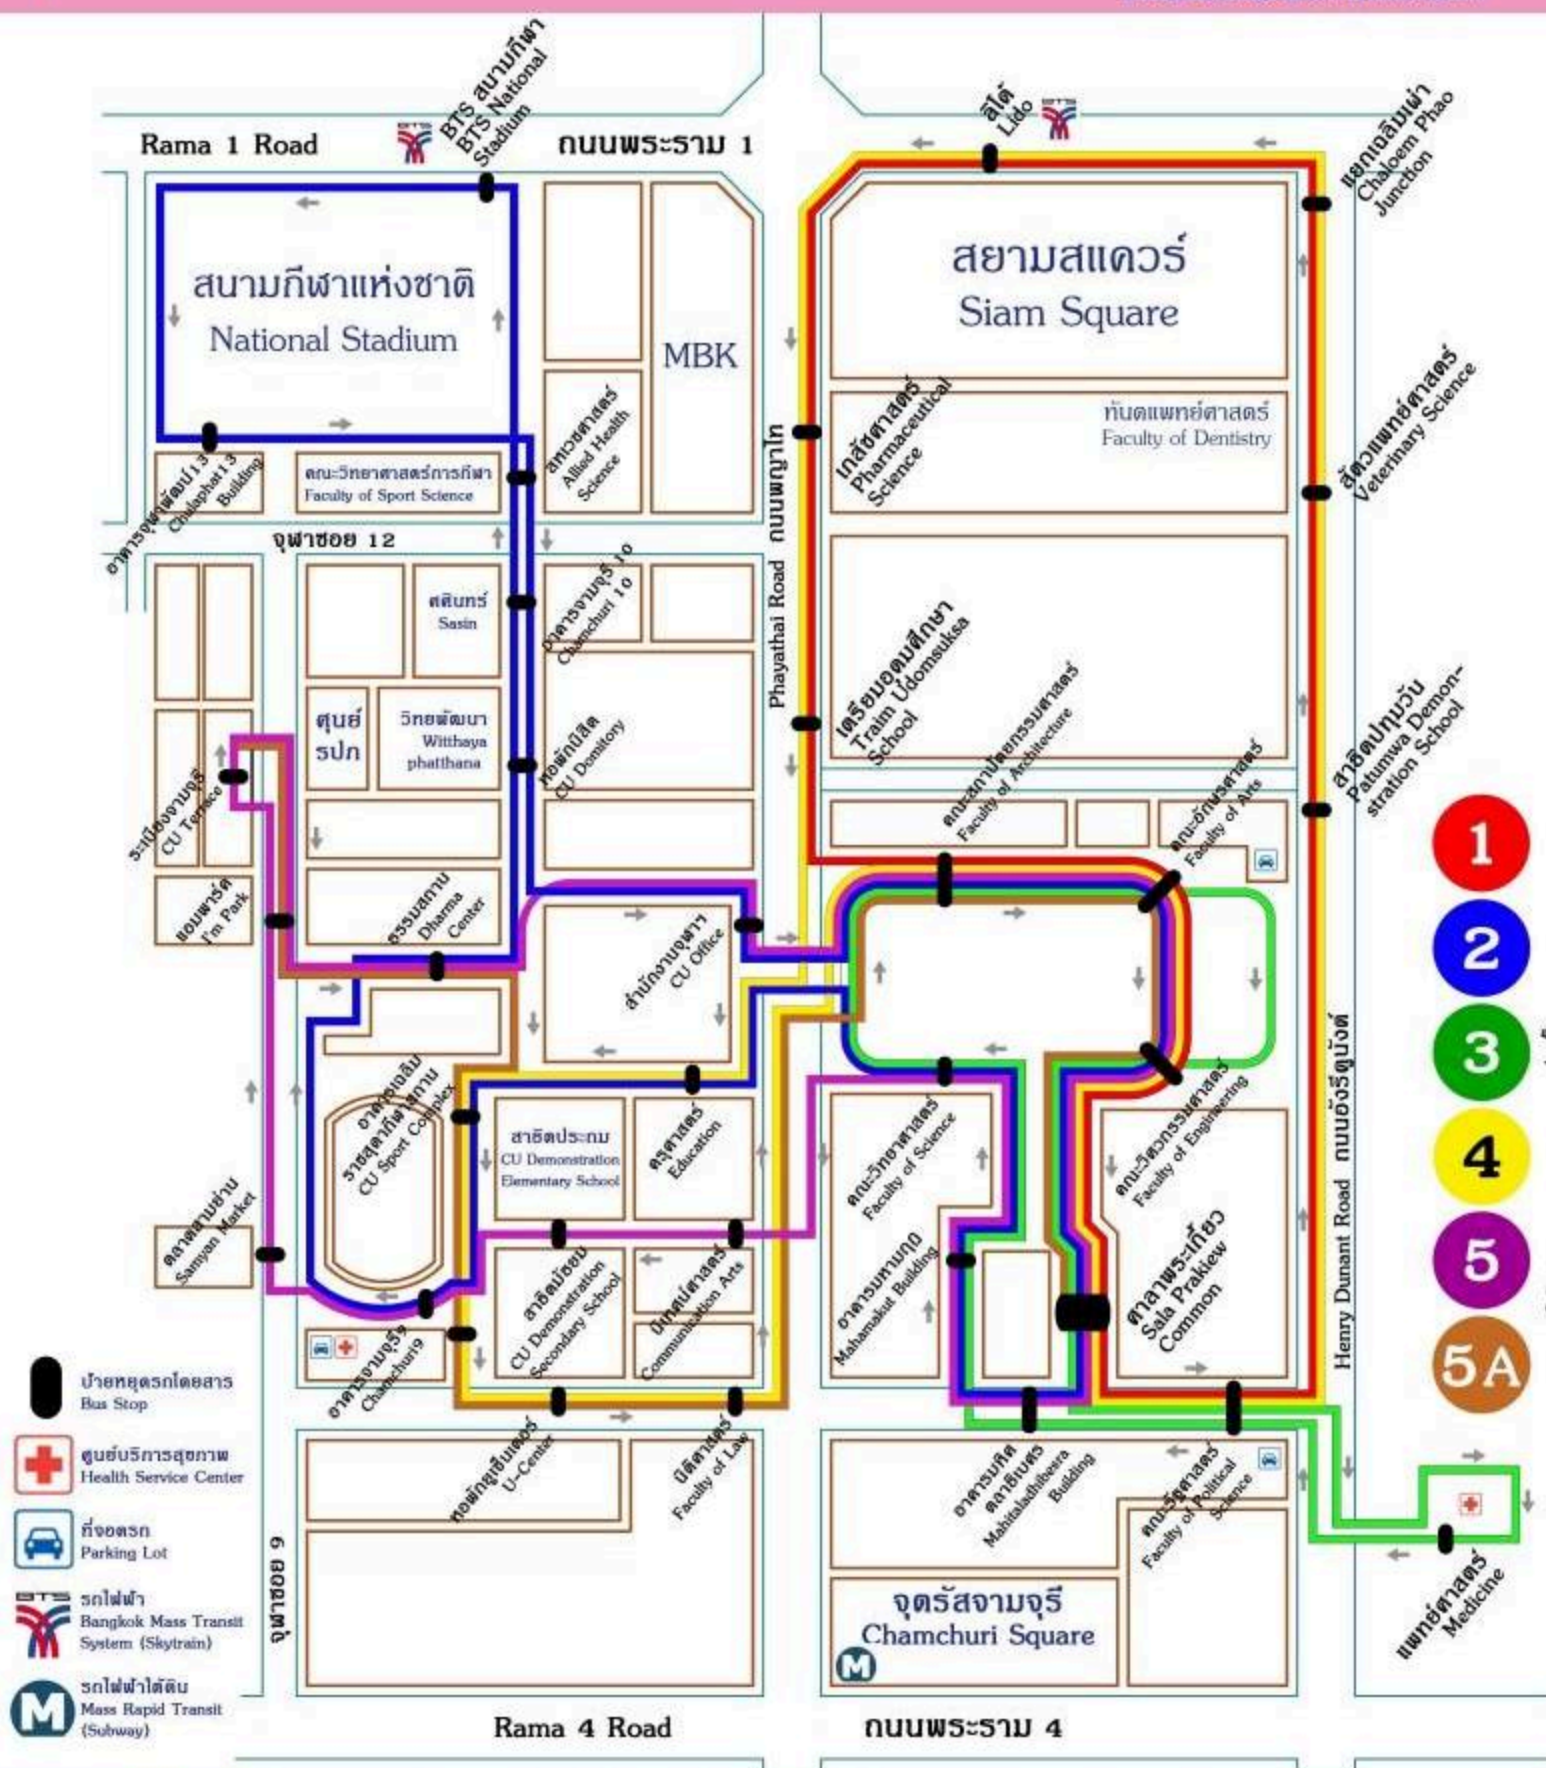 BTS สนามกีฬา
BTS National
Stadium
ลิโด้
Lido
แยกเฉลิมเผ่า
Chaloem Phao
Junction
Rama 1 Road
ถนนพระราม 1
สนามกีฬาแห่งชาติ
National Stadium
MBK
สยามสแควร์
Siam Square
ทันตแพทย์ศาสตร์
Faculty of Dentistry
สหเวชศาสตร์
Allied Health
Science
เภสัชศาสตร์
Pharmaceutical
Science
สัตวแพทย์ศาสตร์
Veterinary Science
อาคารจุฬาพัฒน์13
Chulaphat13
Building
คณะวิทยาศาสตร์การกีฬา
Faculty of Sport Science
จุฬาซอย 12
Phayathai Road ถนนพญาไท
ศศินทร์
Sasin
อาคารจามจุรี 10
Chamchuri 10
เตรียมอุดมศึกษา
Traim Udomsuksa
School
ศูนย์
รปภ
วิทยพัฒนา
Witthaya
phatthana
หอพักนิสิต
CU Domitory
คณะสถาปัตยกรรมศาสตร์
Faculty of Architecture
คณะอักษรศาสตร์
Faculty of Arts
สาธิตปทุมวัน
Patumwa Demon-
stration School
ระเบียงจามจุรี
CU Terrace
แอมพาร์ค
I'm Park
ธรรมสถาน
Dharma
Center
สำนักงานจุฬาฯ
CU Office
1
2
3
4
5
5A
อาคารเฉลิม
ราชสุดากีฬาสถาน
CU Sport Complex
สาธิตประถม
CU Demonstration
Elementary School
ครุศาสตร์
Education
คณะวิทยาศาสตร์
Faculty of Science
คณะวิศวกรรมศาสตร์
Faculty of Engineering
Henry Dunant Road ถนนอังรีดูนังต์
ตลาดสามย่าน
Samyan Market
สาธิตมัธยม
CU Demonstration
Secondary School
นิเทศน์ศาสตร์
Communication Arts
อาคารมหามกุฎ
Mahamakut Building
ศาลาพระเกี้ยว
Sala Prakiew
Common
อาคารจามจุรี9
Chamchuri9
หอพักยูเซ็นเตอร์
U-Center
นิติศาสตร์
Faculty of Law
อาคารมหิต
ตลาธิเบศร
Mahitaladhibesra
Building
คณะรัฐศาสตร์
Faculty of Political
Science
แพทย์ศาสตร์
Medicine
จุฬาซอย 9
จตุรัสจามจุรี
Chamchuri Square
M
Rama 4 Road
ถนนพระราม 4
ป้ายหยุดรถโดยสาร
Bus Stop
ศูนย์บริการสุขภาพ
Health Service Center
ที่จอดรถ
Parking Lot
BTS
รถไฟฟ้า
Bangkok Mass Transit
System (Skytrain)
M
รถไฟฟ้าใต้ดิน
Mass Rapid Transit
(Subway)